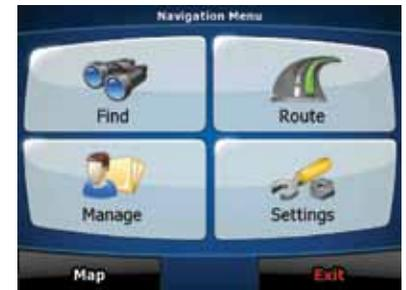 Navigation Menu
Find
Route
Manage
Settings
Map
Exit